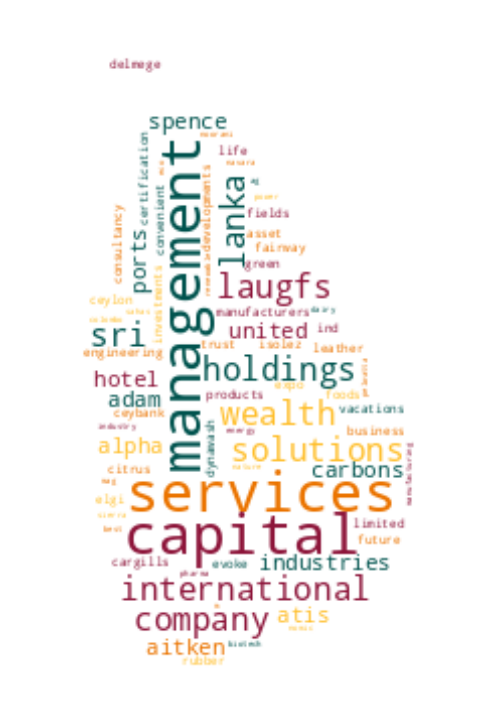 delmege
spence
certification
management
life
lanka
developments
convenient
power
fields
consultancy
ports
asset
fairway
green
laugfs
ceylon
investments
manufacturers
dairy
sri
united
ind
trust
isolez
leather
engineering
holdings
hotel
expo
adam
products
foods
ceybank
wealth
vacations
industry
energy
business
alpha
dynawash
solutions
manufacturing
citrus
nature
carbons
elgi
services
sierra
best
capital
limited
future
cargills
evoke
industries
pharma
international
company
atis
aitken
biotech
rubber